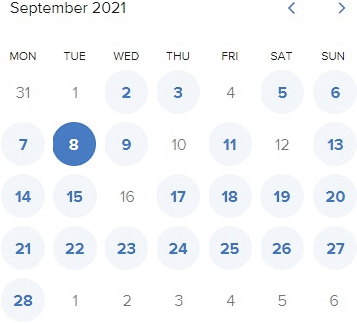 September 2021
MON TUE WED THU FRI SAT SUN
31 1 2 3 4 5 6
7 8 9 10 11 12 13
14 15 16 17 18 19 20
21 22 23 24 25 26 27
28 1 2 3 4 5 6